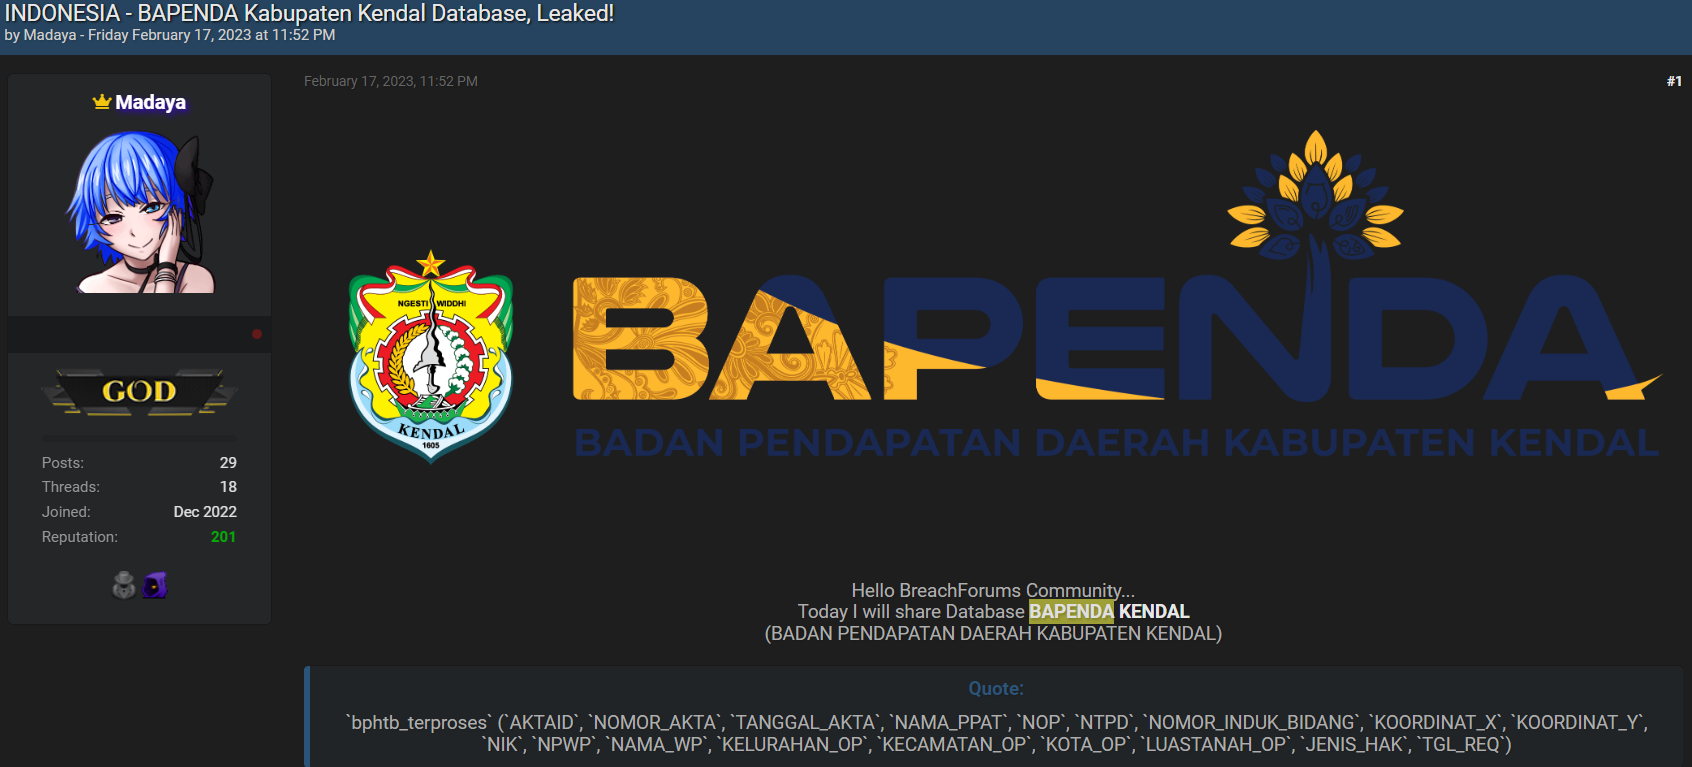 INDONESIA - BAPENDA Kabupaten Kendal Database, Leaked!
by Madaya - Friday February 17, 2023 at 11:52 PM
February 17, 2023, 11:52 PM
#1
Madaya
GOD
Posts: 29
Threads: 18
Joined: Dec 2022
Reputation: 201
NGESTI WIDDHI
KENDAL
1605
BAPENDA
BADAN PENDAPATAN DAERAH KABUPATEN KENDAL
Hello BreachForums Community...
Today I will share Database BAPENDA KENDAL
(BADAN PENDAPATAN DAERAH KABUPATEN KENDAL)
Quote:
`bphtb_terproses` (`AKTAID`, `NOMOR_AKTA`, `TANGGAL_AKTA`, `NAMA_PPAT`, `NOP`, `NTPD`, `NOMOR_INDUK_BIDANG`, `KOORDINAT_X`, `KOORDINAT_Y`,
`NIK`, `NPWP`, `NAMA_WP`, `KELURAHAN_OP`, `KECAMATAN_OP`, `KOTA_OP`, `LUASTANAH_OP`, `JENIS_HAK`, `TGL_REQ`)